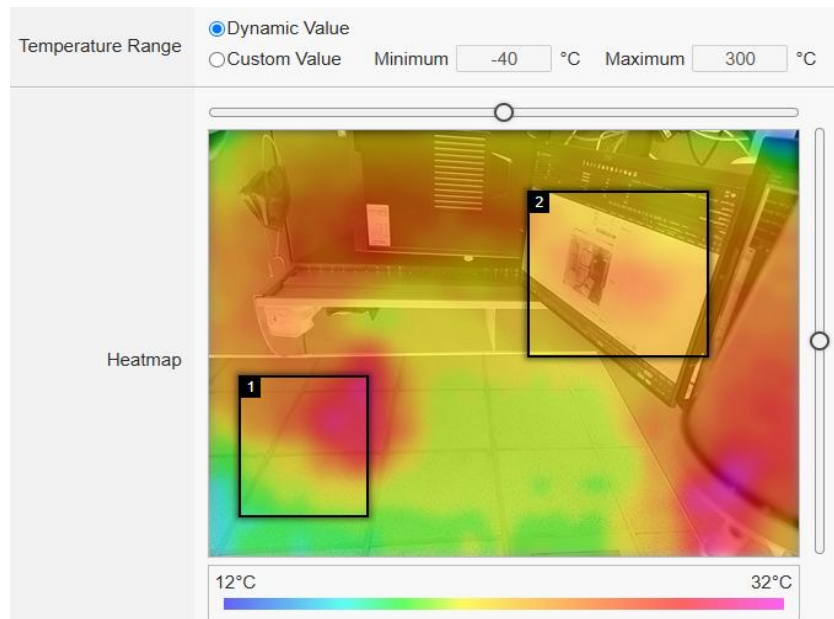 Temperature Range
Dynamic Value
Custom Value Minimum -40 °C Maximum 300 °C
Heatmap
2
1
12°C 32°C